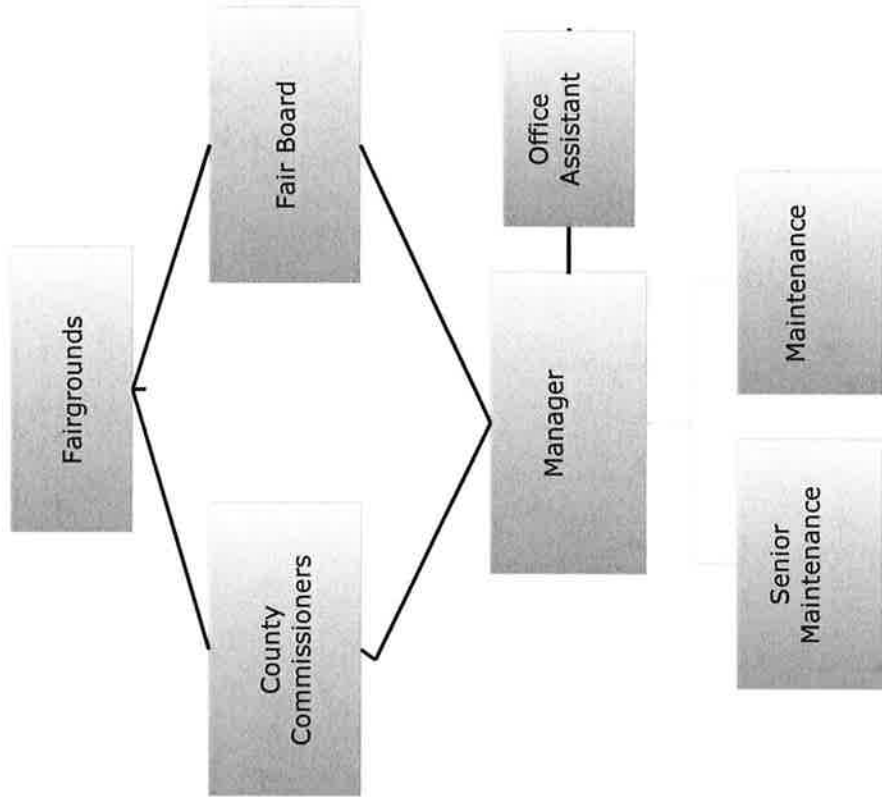 Fairgrounds
County
Commissioners
Fair Board
Manager
Office
Assistant
Senior
Maintenance
Maintenance